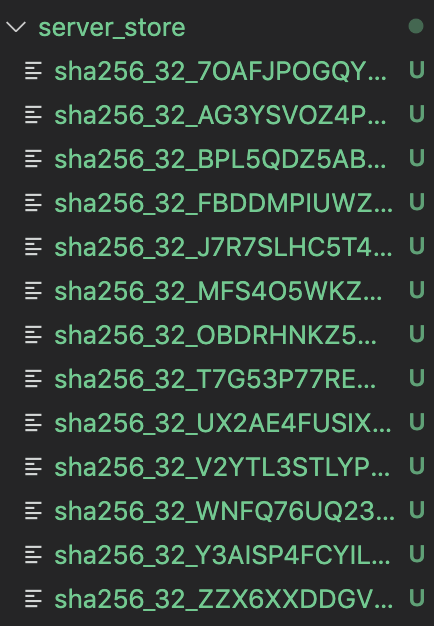 server_store
sha256_32_7OAFJPOGQY... U
sha256_32_AG3YSVOZ4P... U
sha256_32_BPL5QDZ5AB... U
sha256_32_FBDDMPIUWZ... U
sha256_32_J7R7SLHC5T4... U
sha256_32_MFS4O5WKZ... U
sha256_32_OBDRHNKZ5... U
sha256_32_T7G53P77RE... U
sha256_32_UX2AE4FUSIX... U
sha256_32_V2YTL3STLYP... U
sha256_32_WNFQ76UQ23... U
sha256_32_Y3AISP4FCYIL... U
sha256_32_ZZX6XXDDGV... U